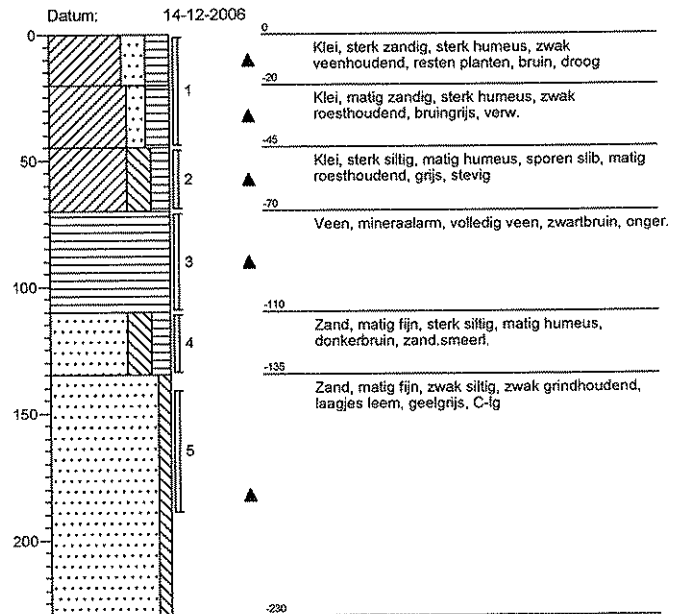 Datum: 14-12-2006
0
0
Klei, sterk zandig, sterk humeus, zwak
veenhoudend, resten planten, bruin, droog
1
-20
Klei, matig zandig, sterk humeus, zwak
roesthoudend, bruingrijs, verw.
-45
50
2
Klei, sterk siltig, matig humeus, sporen slib, matig
roesthoudend, grijs, stevig
-70
Veen, mineraalarm, volledig veen, zwartbruin, onger.
3
100
-110
Zand, matig fijn, sterk siltig, matig humeus,
donkerbruin, zand.smeerl.
4
-135
Zand, matig fijn, zwak siltig, zwak grindhoudend,
laagjes leem, geelgrijs, C-lg
150
5
200
-230